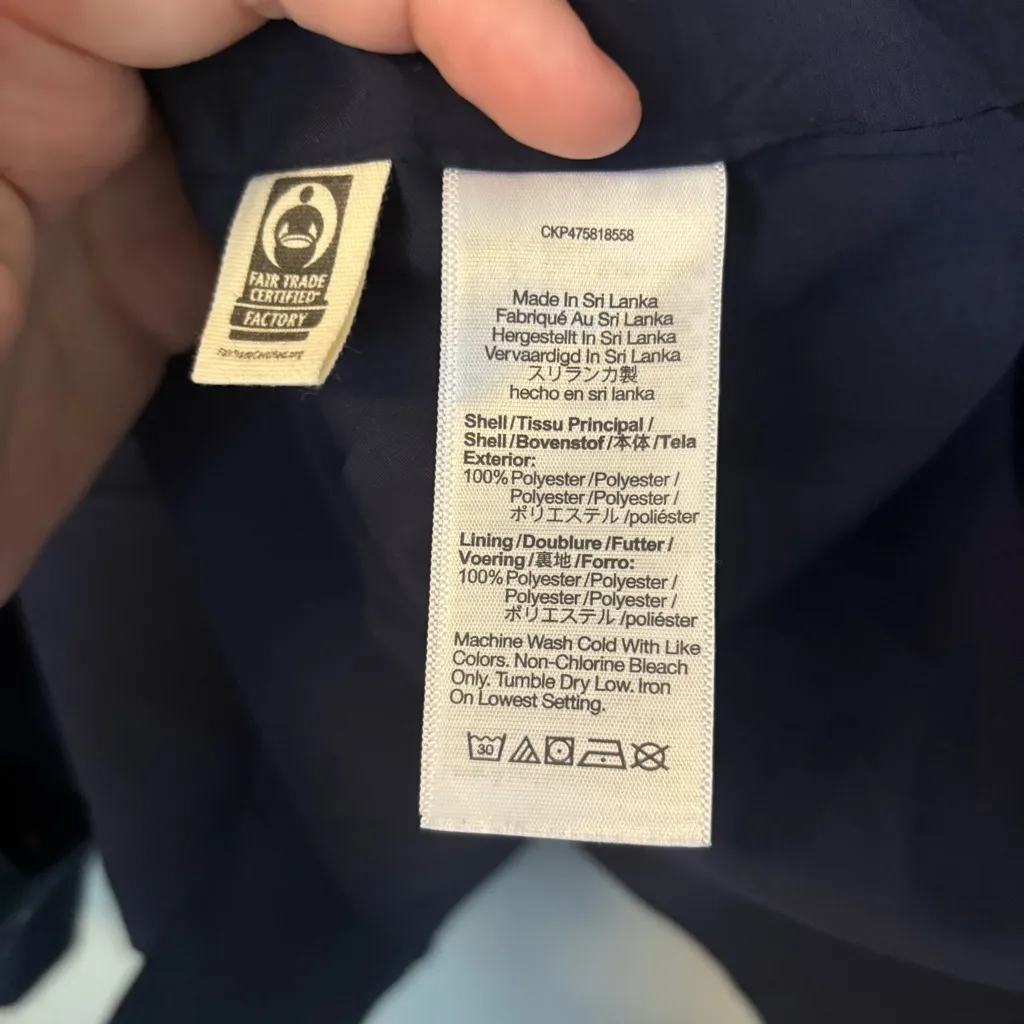 FAIR TRADE
CERTIFIED™
FACTORY
FairTradeCertified.org
CKP475818558
Made In Sri Lanka
Fabriqué Au Sri Lanka
Hergestellt In Sri Lanka
Vervaardigd In Sri Lanka
スリランカ製
hecho en sri lanka
Shell/Tissu Principal/
Shell/Bovenstof/本体/Tela
Exterior:
100% Polyester/Polyester/
Polyester/Polyester/
ポリエステル/poliéster
Lining/Doublure/Futter/
Voering/裏地/Forro:
100% Polyester/Polyester/
Polyester/Polyester/
ポリエステル/poliéster
Machine Wash Cold With Like
Colors. Non-Chlorine Bleach
Only. Tumble Dry Low. Iron
On Lowest Setting.
30